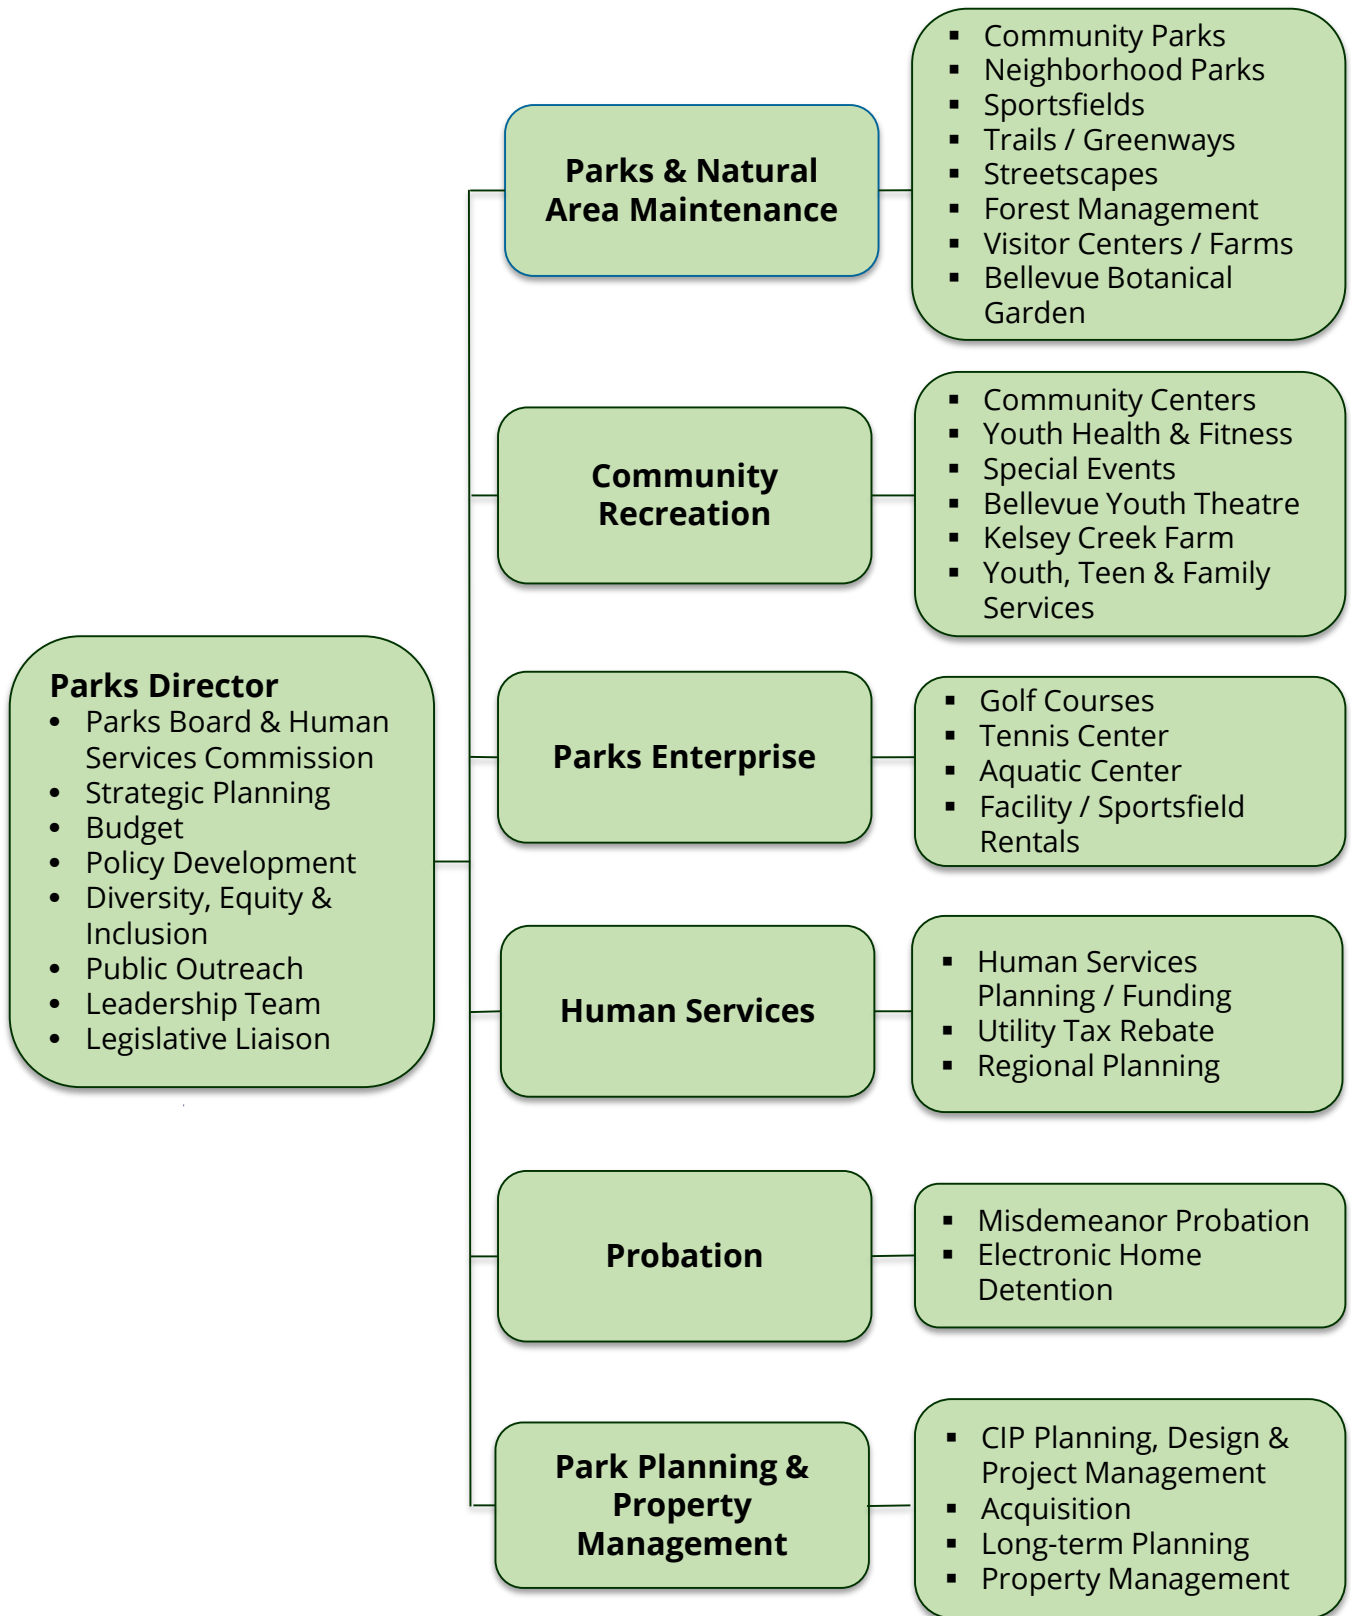 Parks Director
• Parks Board & Human
Services Commission
• Strategic Planning
• Budget
• Policy Development
• Diversity, Equity &
Inclusion
• Public Outreach
• Leadership Team
• Legislative Liaison
Parks & Natural
Area Maintenance
▪ Community Parks
▪ Neighborhood Parks
▪ Sportsfields
▪ Trails / Greenways
▪ Streetscapes
▪ Forest Management
▪ Visitor Centers / Farms
▪ Bellevue Botanical
Garden
Community
Recreation
▪ Community Centers
▪ Youth Health & Fitness
▪ Special Events
▪ Bellevue Youth Theatre
▪ Kelsey Creek Farm
▪ Youth, Teen & Family
Services
Parks Enterprise
▪ Golf Courses
▪ Tennis Center
▪ Aquatic Center
▪ Facility / Sportsfield
Rentals
Human Services
▪ Human Services
Planning / Funding
▪ Utility Tax Rebate
▪ Regional Planning
Probation
▪ Misdemeanor Probation
▪ Electronic Home
Detention
Park Planning &
Property
Management
▪ CIP Planning, Design &
Project Management
▪ Acquisition
▪ Long-term Planning
▪ Property Management